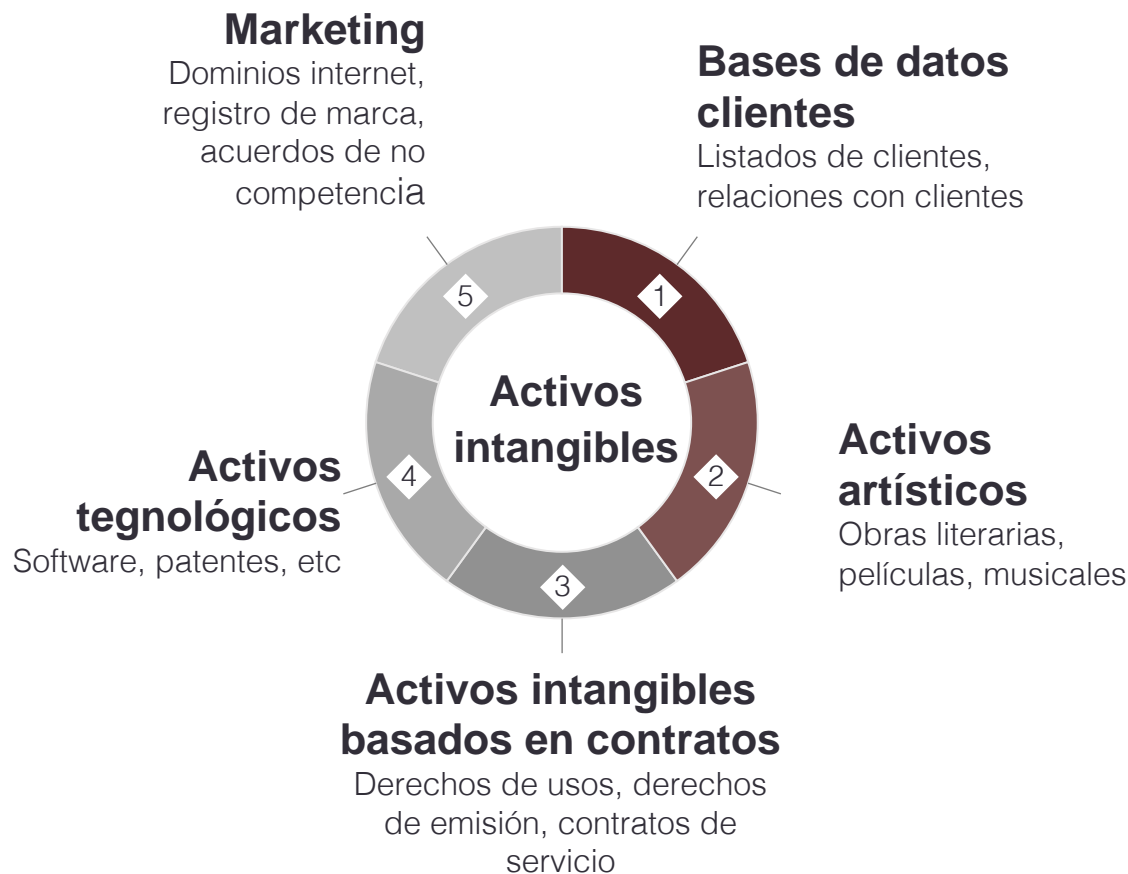 Marketing
Dominios internet,
registro de marca,
acuerdos de no
competencia
Bases de datos
clientes
Listados de clientes,
relaciones con clientes
5
1
Activos
intangibles
Activos
artísticos
Obras literarias,
películas, musicales
2
Activos
tegnológicos
Software, patentes, etc
4
3
Activos intangibles
basados en contratos
Derechos de usos, derechos
de emisión, contratos de
servicio